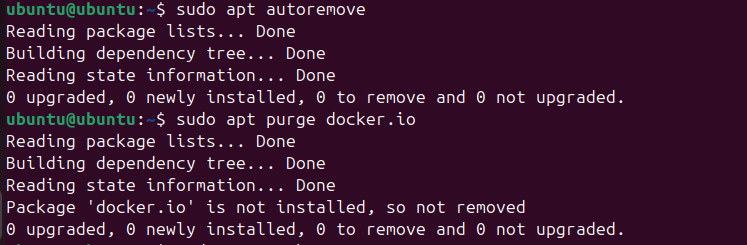 ubuntu@ubuntu:~$ sudo apt autoremove
Reading package lists... Done
Building dependency tree... Done
Reading state information... Done
0 upgraded, 0 newly installed, 0 to remove and 0 not upgraded.
ubuntu@ubuntu:~$ sudo apt purge docker.io
Reading package lists... Done
Building dependency tree... Done
Reading state information... Done
Package 'docker.io' is not installed, so not removed
0 upgraded, 0 newly installed, 0 to remove and 0 not upgraded.